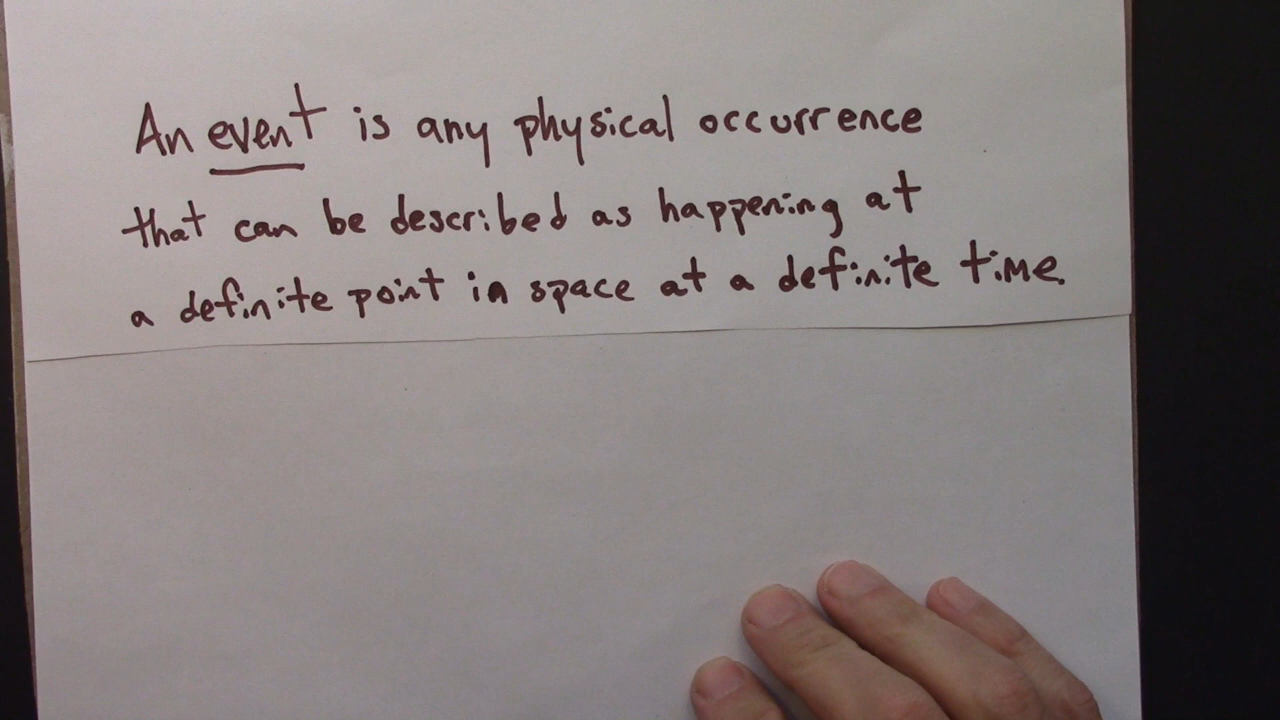 An event is any physical occurrence
that can be described as happening at
a definite point in space at a definite time.